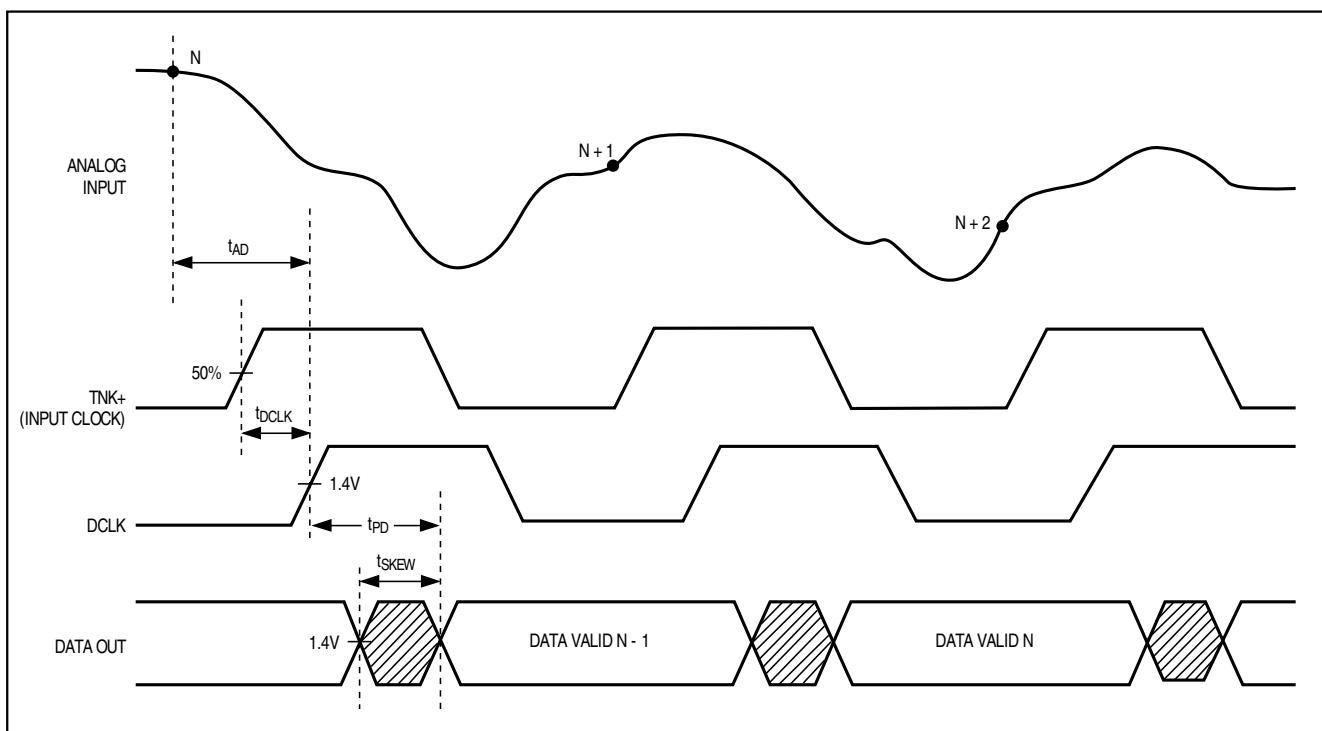 N
ANALOG
INPUT
N + 1
N + 2
tAD
50%
TNK+
(INPUT CLOCK)
tDCLK
1.4V
DCLK
tPD
tSKEW
1.4V
DATA OUT
DATA VALID N - 1
DATA VALID N